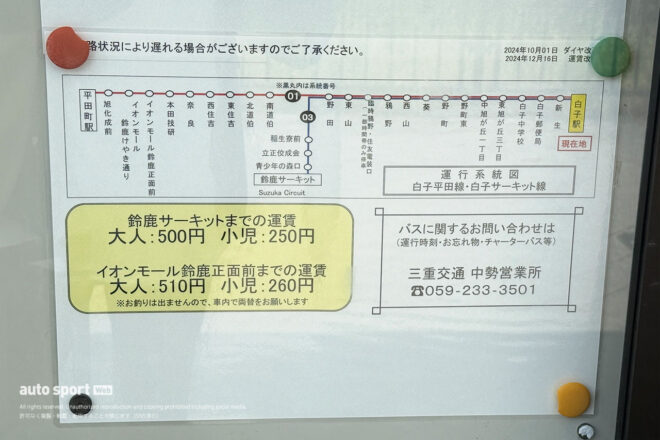 路状況により遅れる場合がございますのでご了承ください。
2024年10月01日 ダイヤ改
2024年12月16日 運賃改
※黒丸内は系統番号
平田町駅
旭化成前
イオンモール鈴鹿けやき通り
イオンモール鈴鹿正面前
本田技研
奈良
西住吉
東住吉
北道伯
南道伯
01
03
野田
東山
鵜野
西山
葵
野町
野町東
中旭が丘一丁目
東旭が丘三丁目
白子中学校
白子郵便局
新生
白子駅
現在地
稲生寮前
立正佼成会
青少年の森口
鈴鹿サーキット
Suzuka Circuit
運行系統図
白子平田線・白子サーキット線
鈴鹿サーキットまでの運賃
大人:500円 小児:250円
イオンモール鈴鹿正面前までの運賃
大人:510円 小児:260円
※お釣りは出ませんので、車内で両替をお願いします
バスに関するお問い合わせは
(運行時刻・お忘れ物・チャーターバス等)
三重交通 中勢営業所
☎059-233-3501
auto sport Web